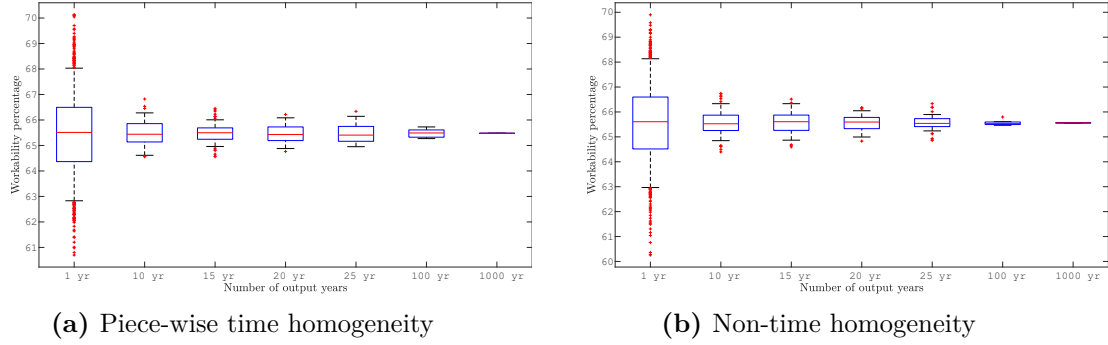 70
69
68
67
66
65
64
63
62
61
Workability percentage
1 yr 10 yr 15 yr 20 yr 25 yr 100 yr 1000 yr
Number of output years
(a) Piece-wise time homogeneity
70
69
68
67
66
65
64
63
62
61
60
Workability percentage
1 yr 10 yr 15 yr 20 yr 25 yr 100 yr 1000 yr
Number of output years
(b) Non-time homogeneity